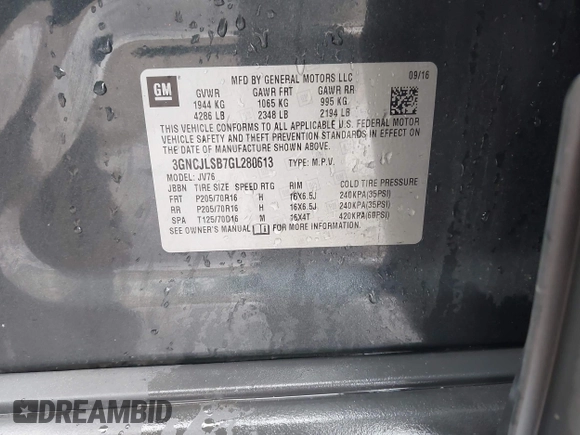 MFD BY GENERAL MOTORS LLC 09/16
GM
GVWR GAWR FRT GAWR RR
1944 KG 1065 KG 995 KG
4286 LB 2348 LB 2194 LB
THIS VEHICLE CONFORMS TO ALL APPLICABLE U.S. FEDERAL MOTOR
VEHICLE SAFETY AND THEFT PREVENTION STANDARDS IN EFFECT ON
THE DATE OF MANUFACTURE SHOWN ABOVE.
3GNCJLSB7GL280613 TYPE: M.P.V.
MODEL: JV76
JBBN TIRE SIZE SPEED RTG RIM COLD TIRE PRESSURE
FRT P205/70R16 H 16X6.5J 240KPA(35PSI)
RR P205/70R16 H 16X6.5J 240KPA(35PSI)
SPA T125/70D16 M 16X4T 420KPA(60PSI)
SEE OWNER'S MANUAL FOR MORE INFORMATION.
DREAMBID